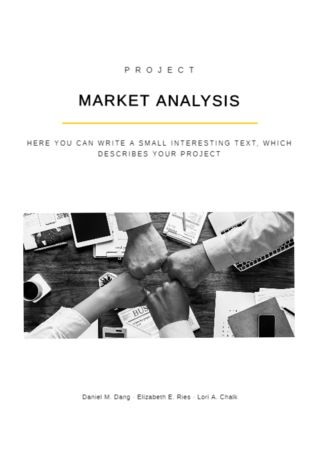 PROJECT
MARKET ANALYSIS
HERE YOU CAN WRITE A SMALL INTERESTING TEXT, WHICH
DESCRIBES YOUR PROJECT
BUS
Daniel M. Dang · Elizabeth E. Ries · Lori A. Chalk